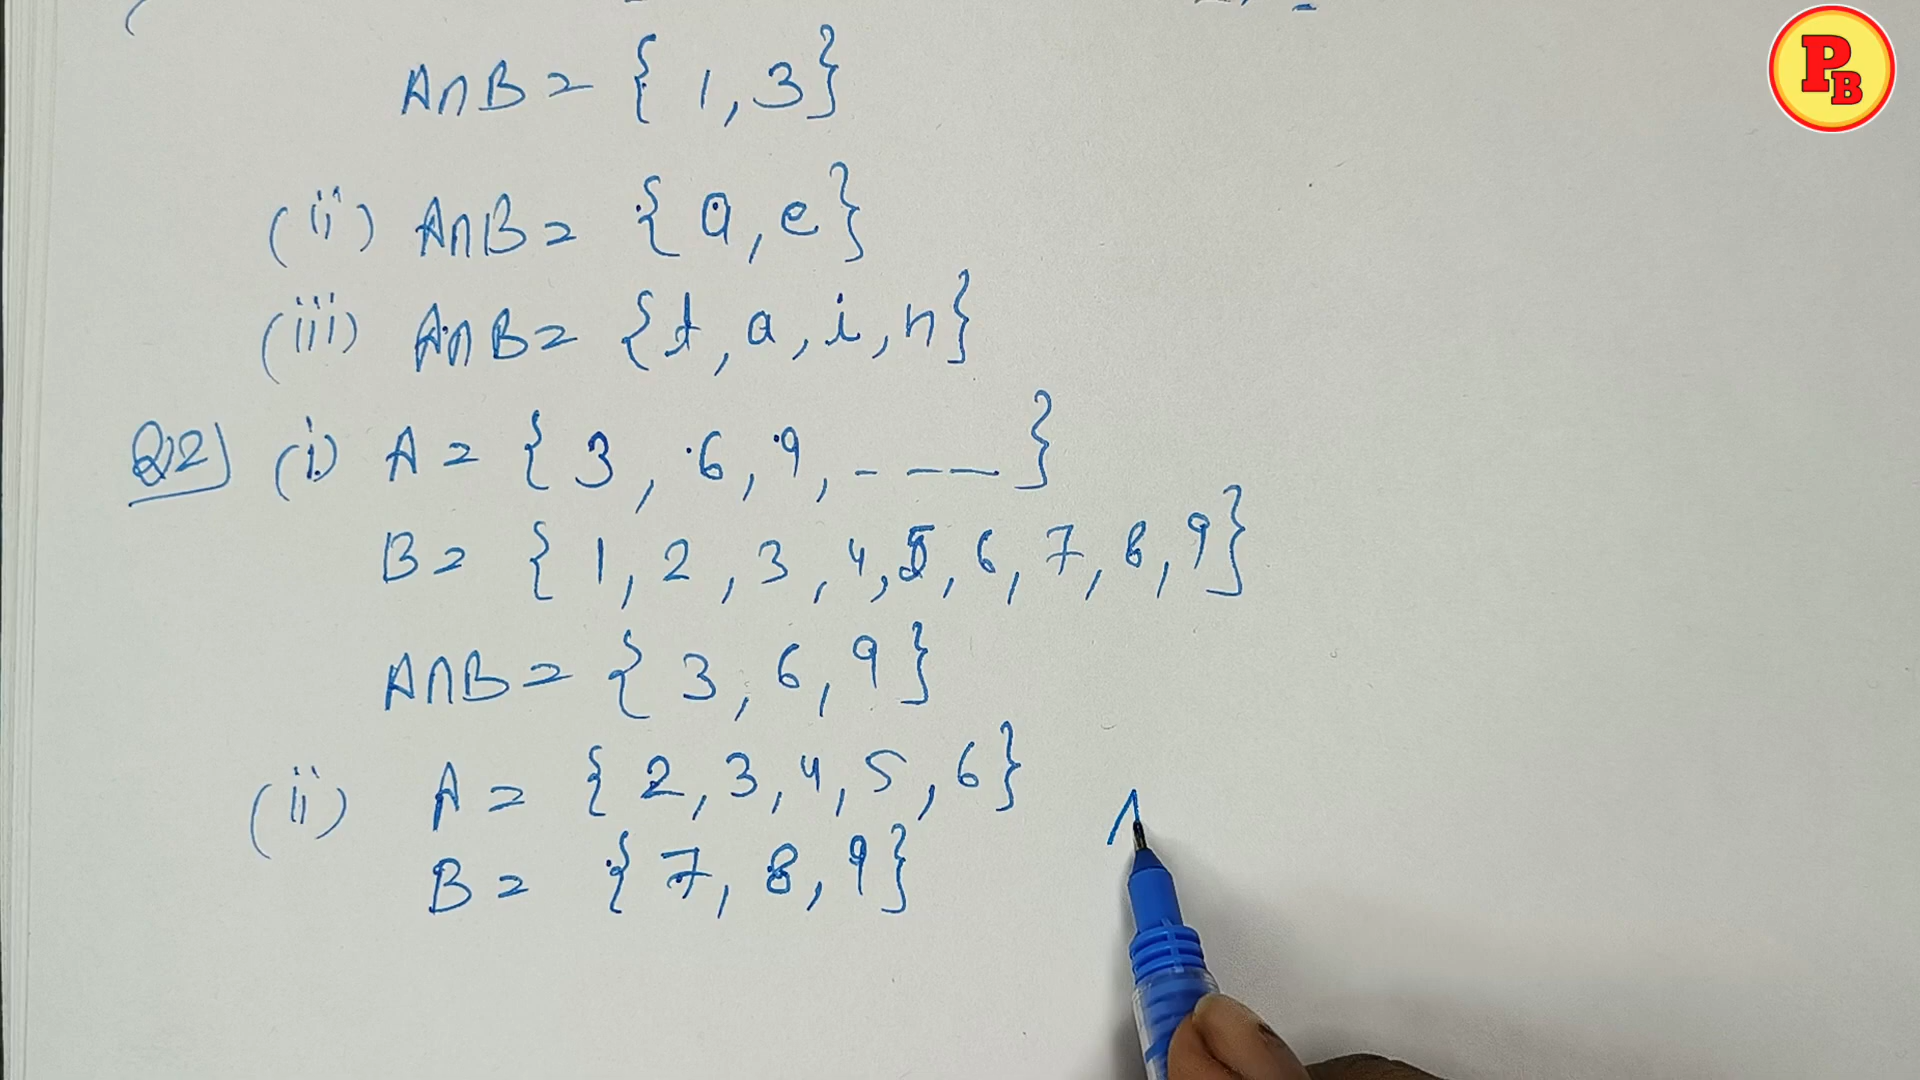 PB
A∩B = { 1, 3}
(ii) A∩B = { a, e}
(iii) A∩B = {t, a, i, n}
Q2) (i) A = { 3, 6, 9, - - - }
B = { 1, 2, 3, 4, 5, 6, 7, 8, 9}
A∩B = { 3, 6, 9}
(ii) A = { 2, 3, 4, 5, 6}
B = { 7, 8, 9}